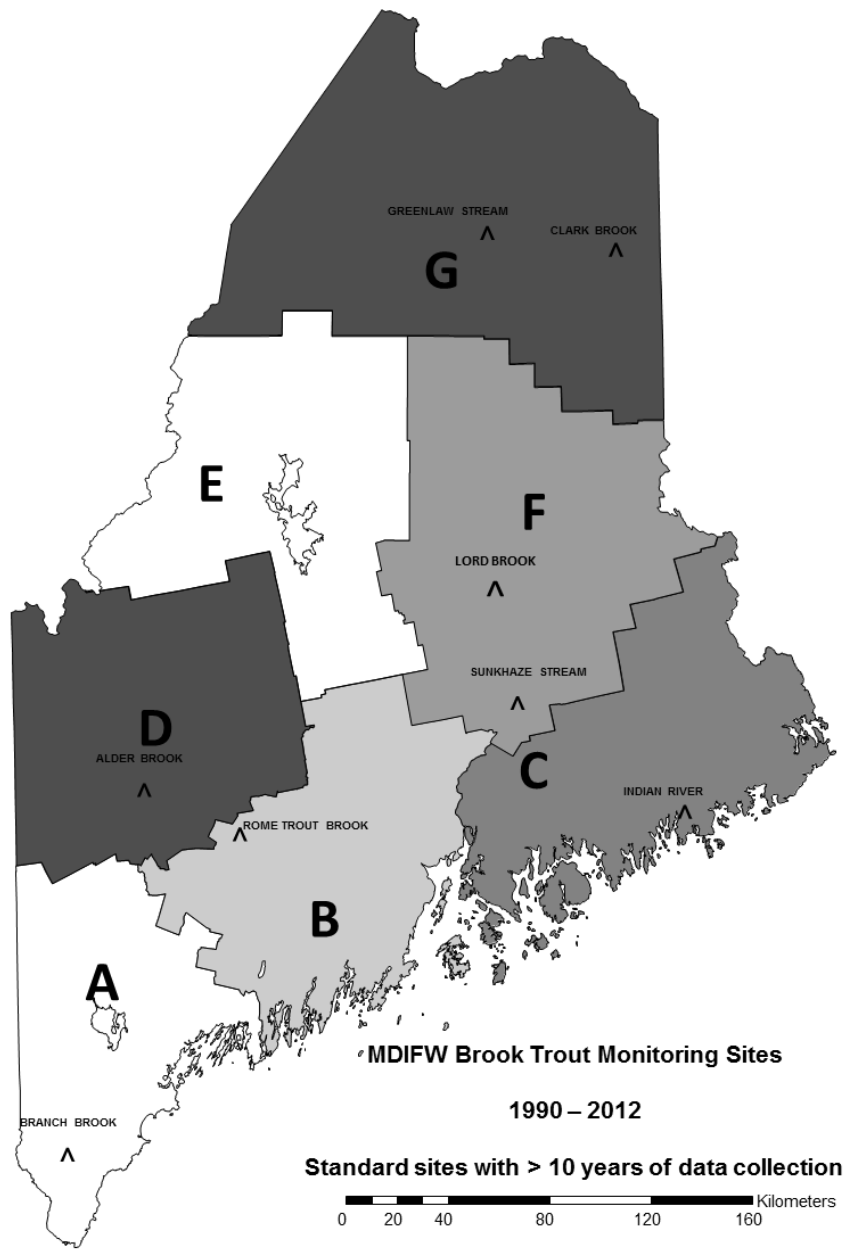 GREENLAW STREAM
CLARK BROOK
G
E
F
LORD BROOK
SUNKHAZE STREAM
D
ALDER BROOK
C
INDIAN RIVER
ROME TROUT BROOK
B
A
MDIFW Brook Trout Monitoring Sites
1990 – 2012
BRANCH BROOK
Standard sites with > 10 years of data collection
Kilometers
0 20 40 80 120 160